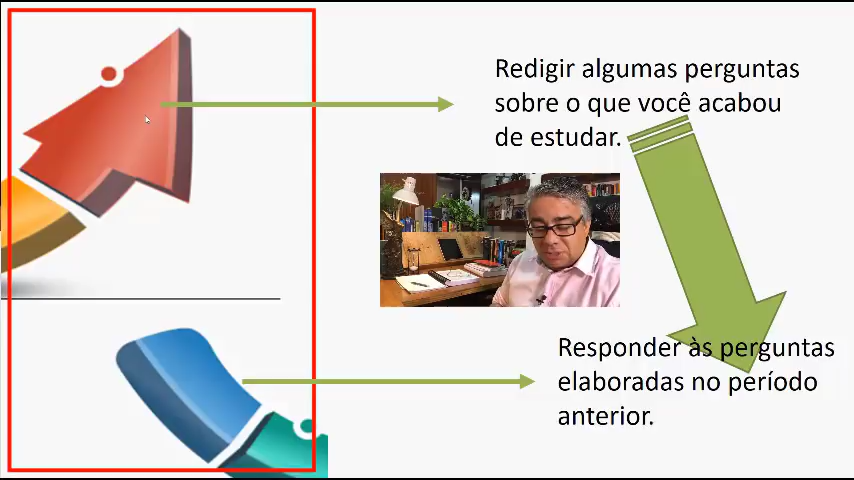 Redigir algumas perguntas
sobre o que você acabou
de estudar.
Responder às perguntas
elaboradas no período
anterior.